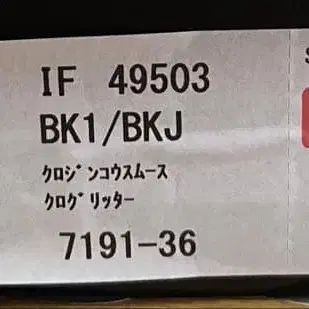 IF 49503
BK1/BKJ
ｸﾛｼﾞﾝｺｳｽﾑｰｽ
ｸﾛｸﾞﾘｯﾀｰ
7191-36